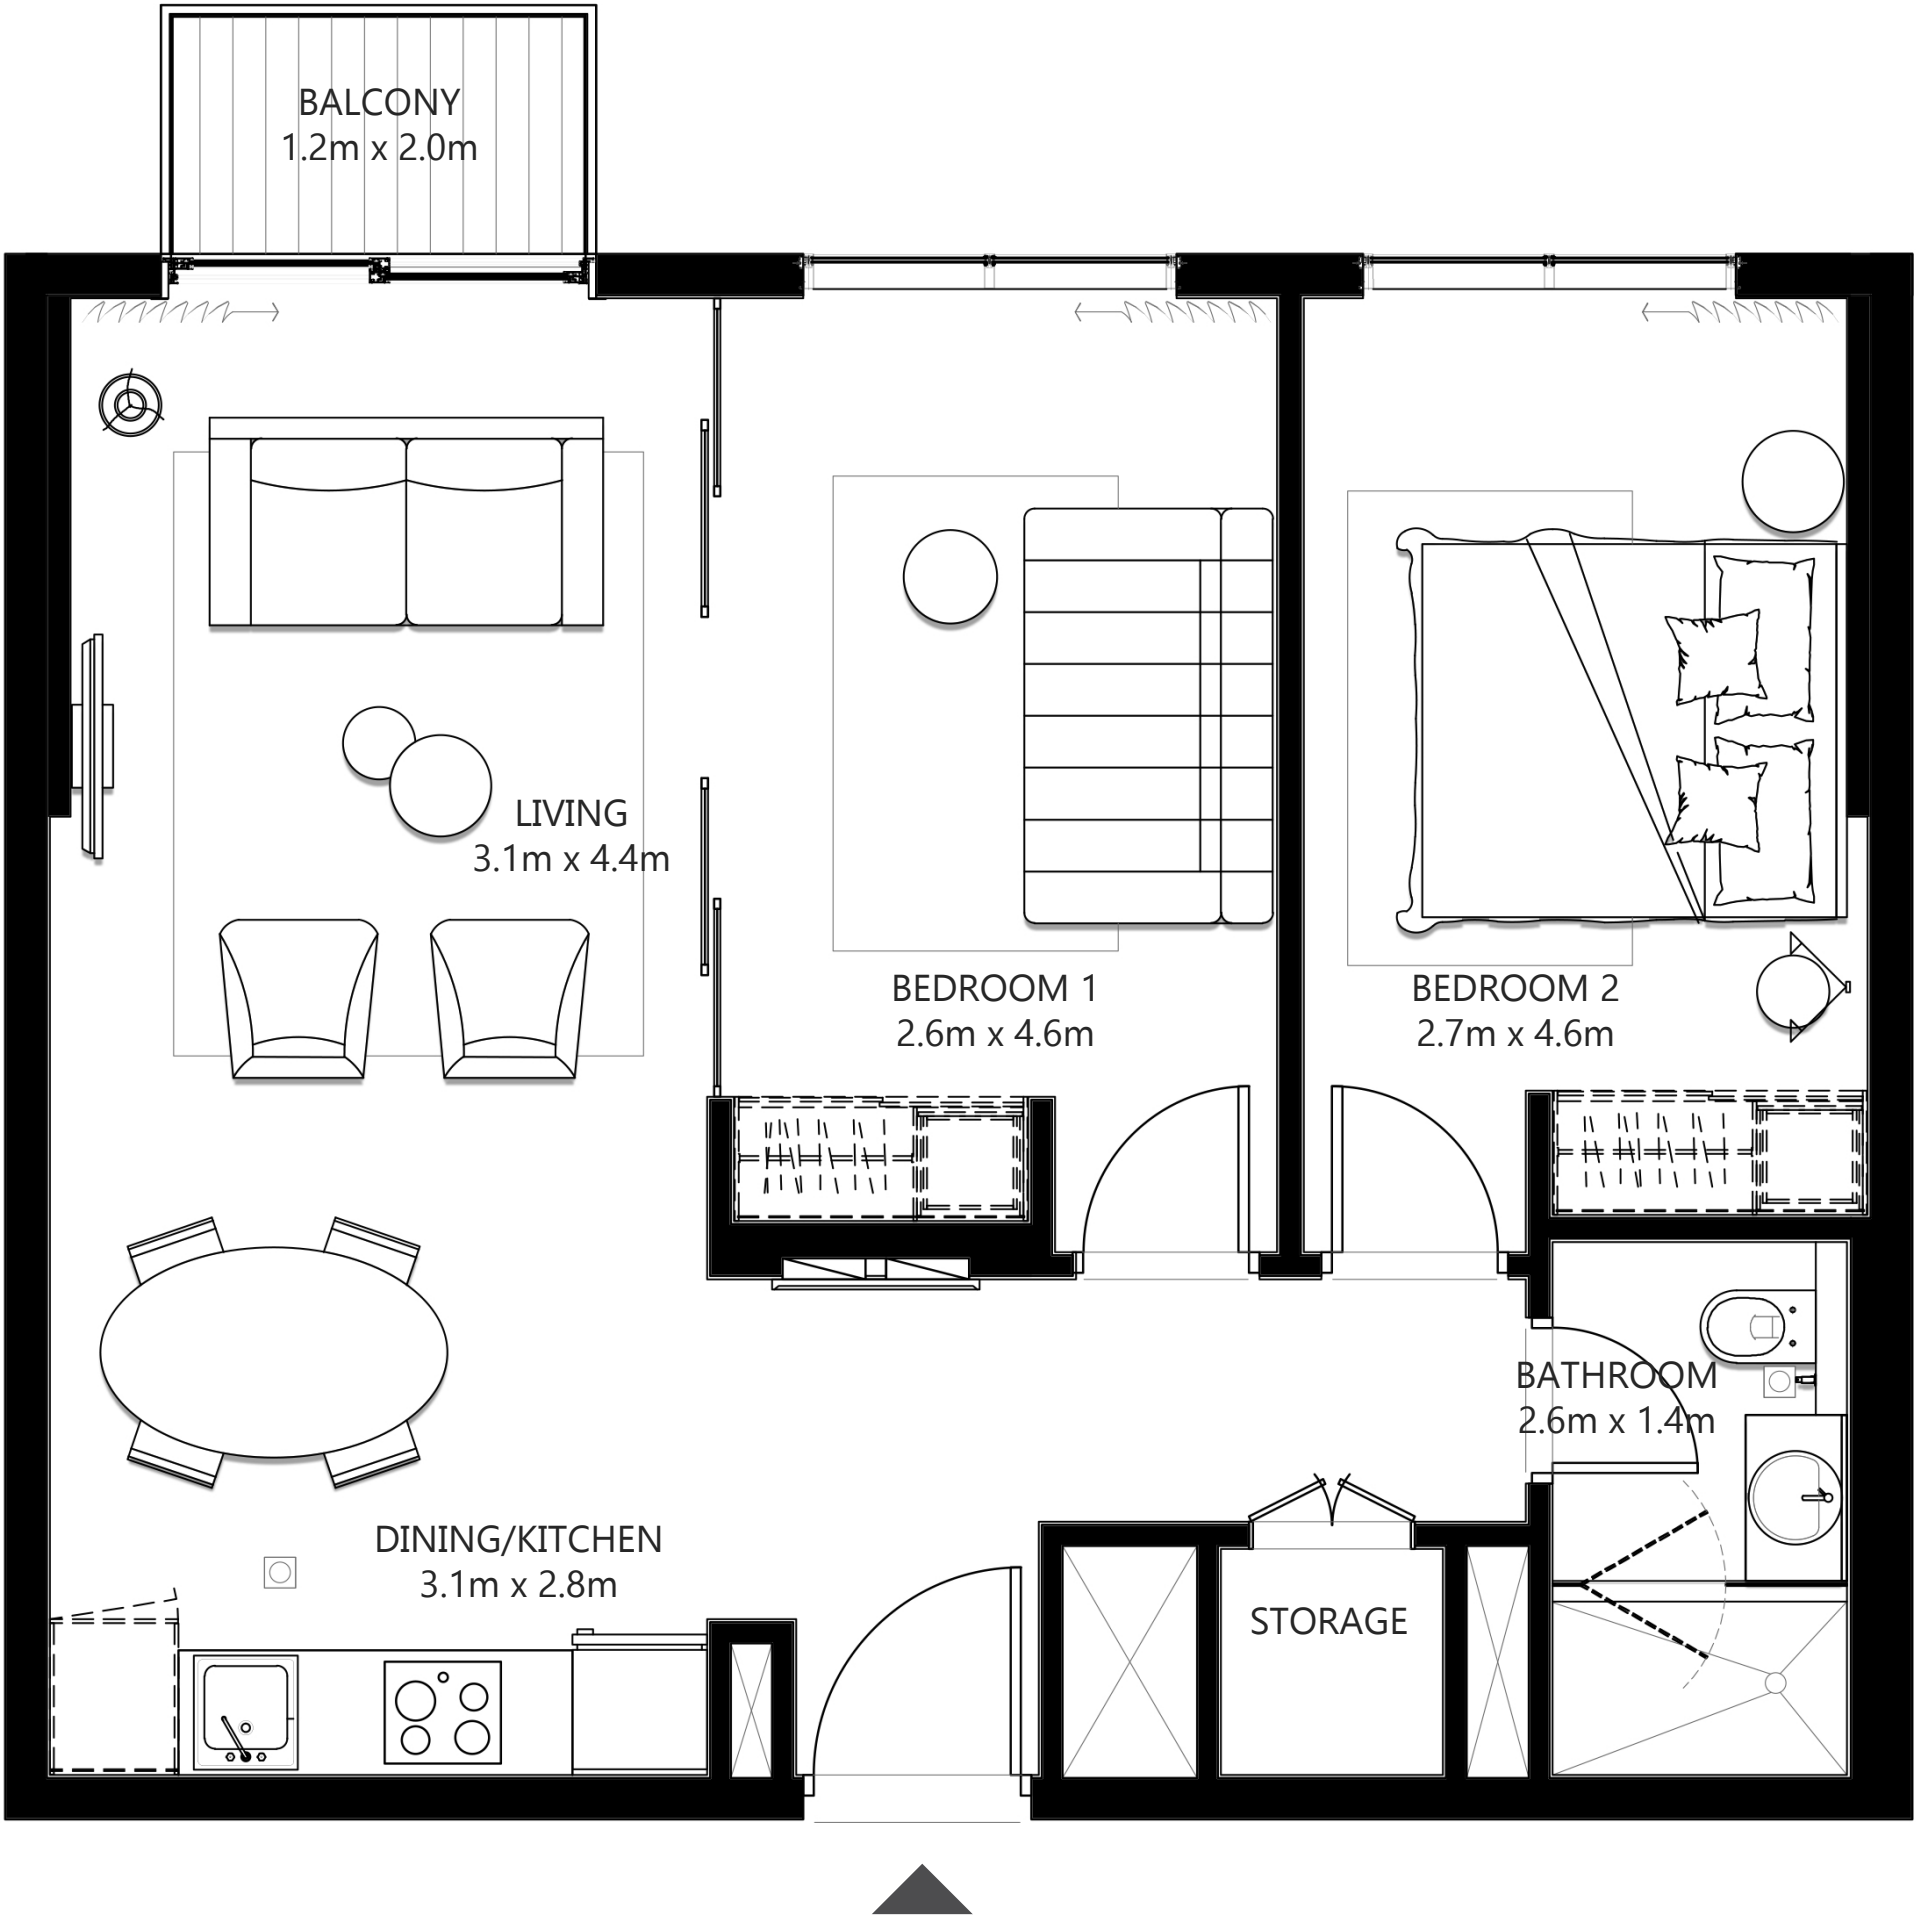 BALCONY
1.2m x 2.0m
LIVING
3.1m x 4.4m
BEDROOM 1
2.6m x 4.6m
BEDROOM 2
2.7m x 4.6m
BATHROOM
2.6m x 1.4m
DINING/KITCHEN
3.1m x 2.8m
STORAGE